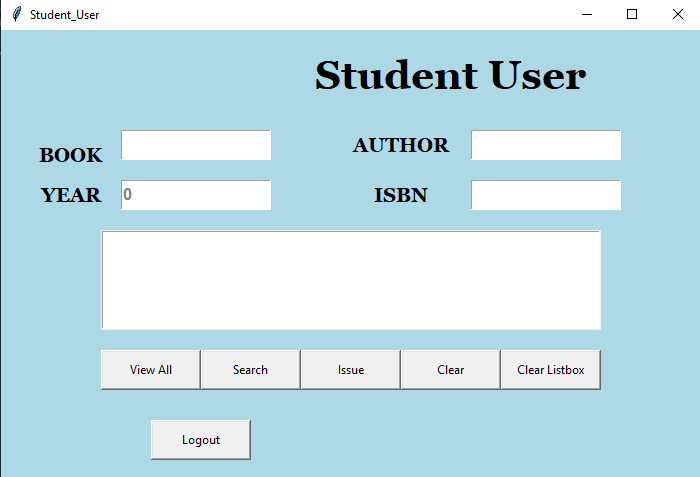 Student_User
Student User
BOOK AUTHOR
YEAR 0 ISBN
View All Search Issue Clear Clear Listbox
Logout